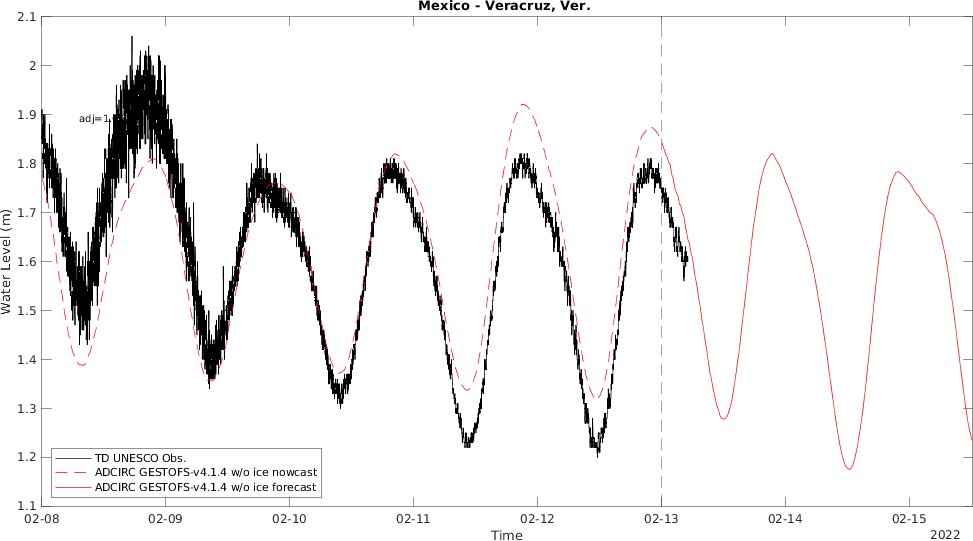 Mexico - Veracruz, Ver.
2.1
2
1.9
1.8
1.7
1.6
1.5
1.4
1.3
1.2
1.1
Water Level (m)
adj=1.
TD UNESCO Obs.
ADCIRC GESTOFS-v4.1.4 w/o ice nowcast
ADCIRC GESTOFS-v4.1.4 w/o ice forecast
02-08 02-09 02-10 02-11 02-12 02-13 02-14 02-15
Time
2022